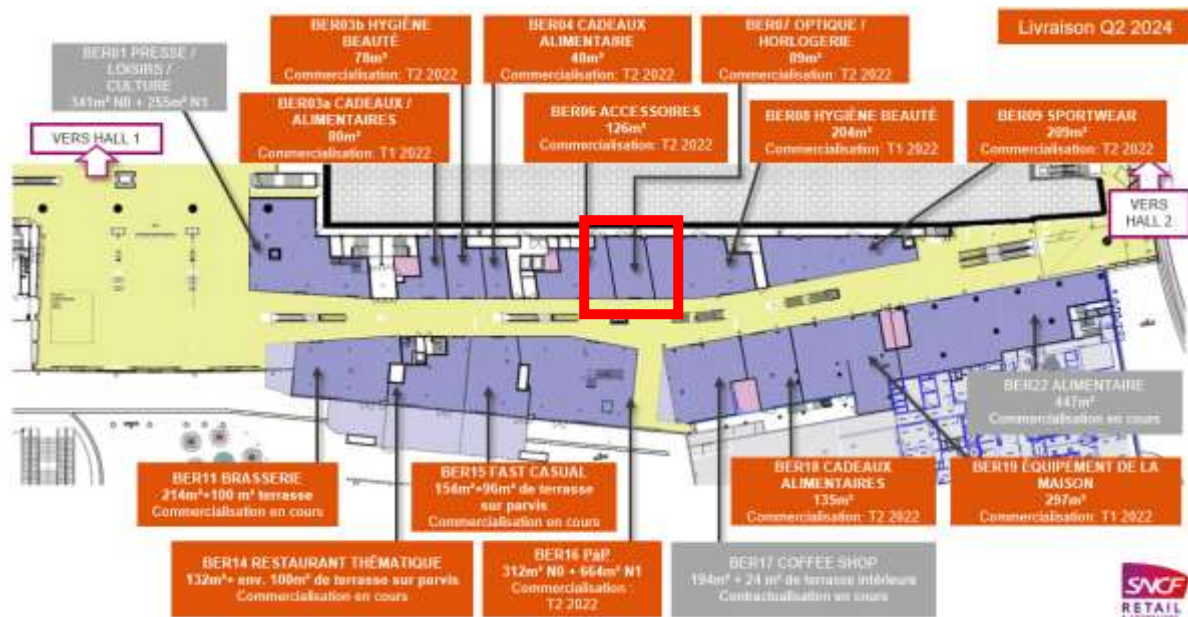 Livraison Q2 2024
BER01 PRESSE /
LOISIRS /
CULTURE
341m² N0 + 255m² N1
BER03b HYGIÈNE
BEAUTÉ
78m²
Commercialisation: T2 2022
BER04 CADEAUX
ALIMENTAIRE
48m²
Commercialisation: T2 2022
BER07 OPTIQUE /
HORLOGERIE
89m²
Commercialisation: T2 2022
BER03a CADEAUX /
ALIMENTAIRES
80m²
Commercialisation: T1 2022
BER06 ACCESSOIRES
126m²
Commercialisation: T2 2022
BER08 HYGIÈNE BEAUTÉ
204m²
Commercialisation: T1 2022
BER09 SPORTWEAR
209m²
Commercialisation: T2 2022
VERS HALL 1
VERS
HALL 2
BER22 ALIMENTAIRE
447m²
Commercialisation en cours
BER11 BRASSERIE
214m²+100 m² terrasse
Commercialisation en cours
BER15 FAST CASUAL
154m²+96m² de terrasse
sur parvis
Commercialisation en cours
BER18 CADEAUX
ALIMENTAIRES
135m²
Commercialisation: T2 2022
BER19 EQUIPEMENT DE LA
MAISON
297m²
Commercialisation: T1 2022
BER14 RESTAURANT THÉMATIQUE
132m²+ env. 100m² de terrasse sur parvis
Commercialisation en cours
BER16 PàP
312m² N0 + 664m² N1
Commercialisation
T2 2022
BER17 COFFEE SHOP
194m² + 24 m² de terrasse intérieurs
Contractualisation en cours
SNCF
RETAIL